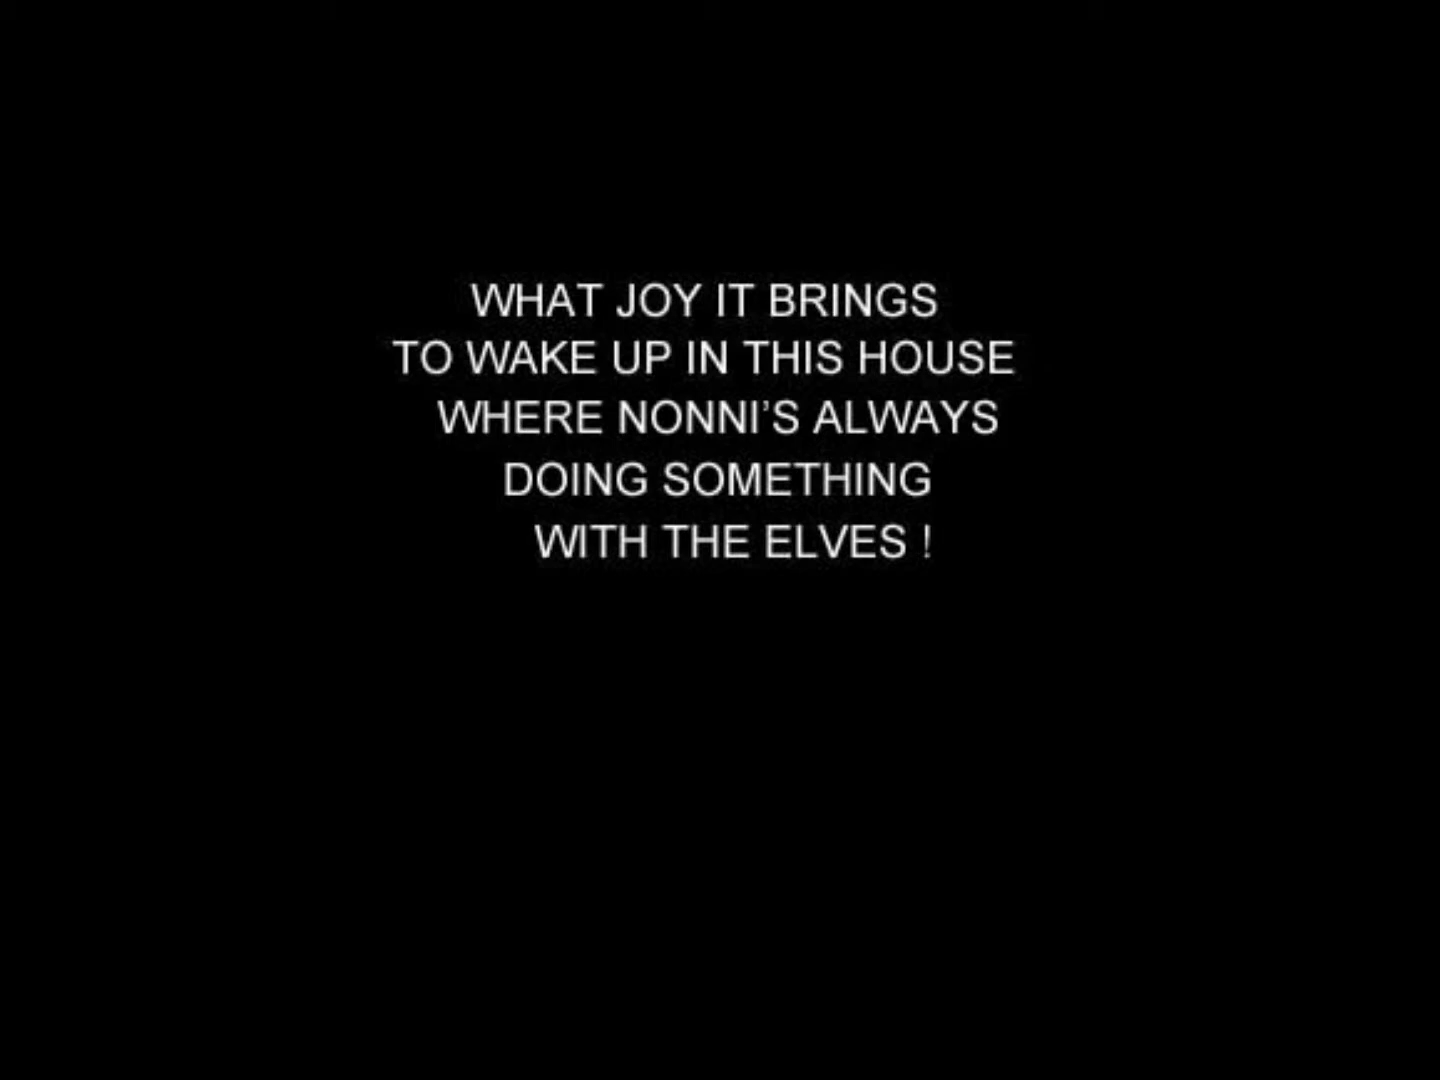 WHAT JOY IT BRINGS
TO WAKE UP IN THIS HOUSE
WHERE NONNI’S ALWAYS
DOING SOMETHING
WITH THE ELVES !